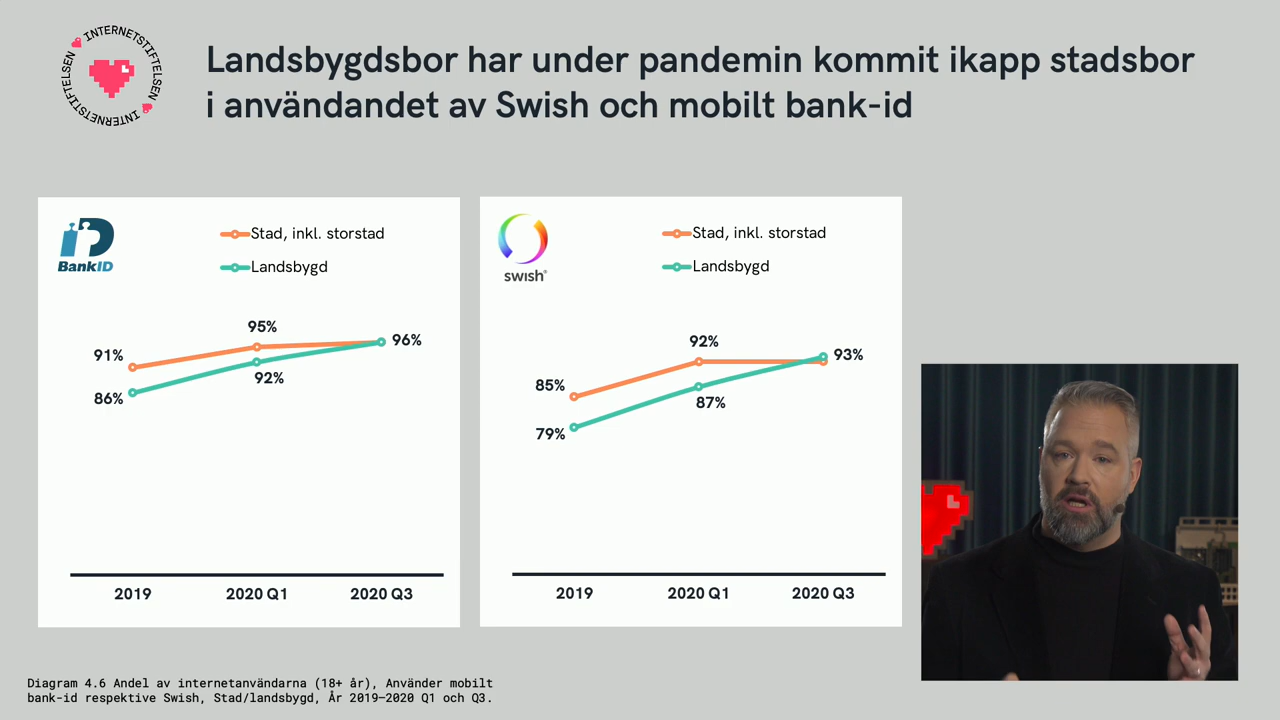 INTERNETSTIFTELSEN
INTERNETSTIFTELSEN
Landsbygdsbor har under pandemin kommit ikapp stadsbor
i användandet av Swish och mobilt bank-id
BankID
Stad, inkl. storstad
Landsbygd
91%
95%
96%
86%
92%
2019
2020 Q1
2020 Q3
swish®
Stad, inkl. storstad
Landsbygd
85%
92%
93%
79%
87%
2019
2020 Q1
2020 Q3
Diagram 4.6 Andel av internetanvändarna (18+ år), Använder mobilt
bank-id respektive Swish, Stad/landsbygd, År 2019–2020 Q1 och Q3.